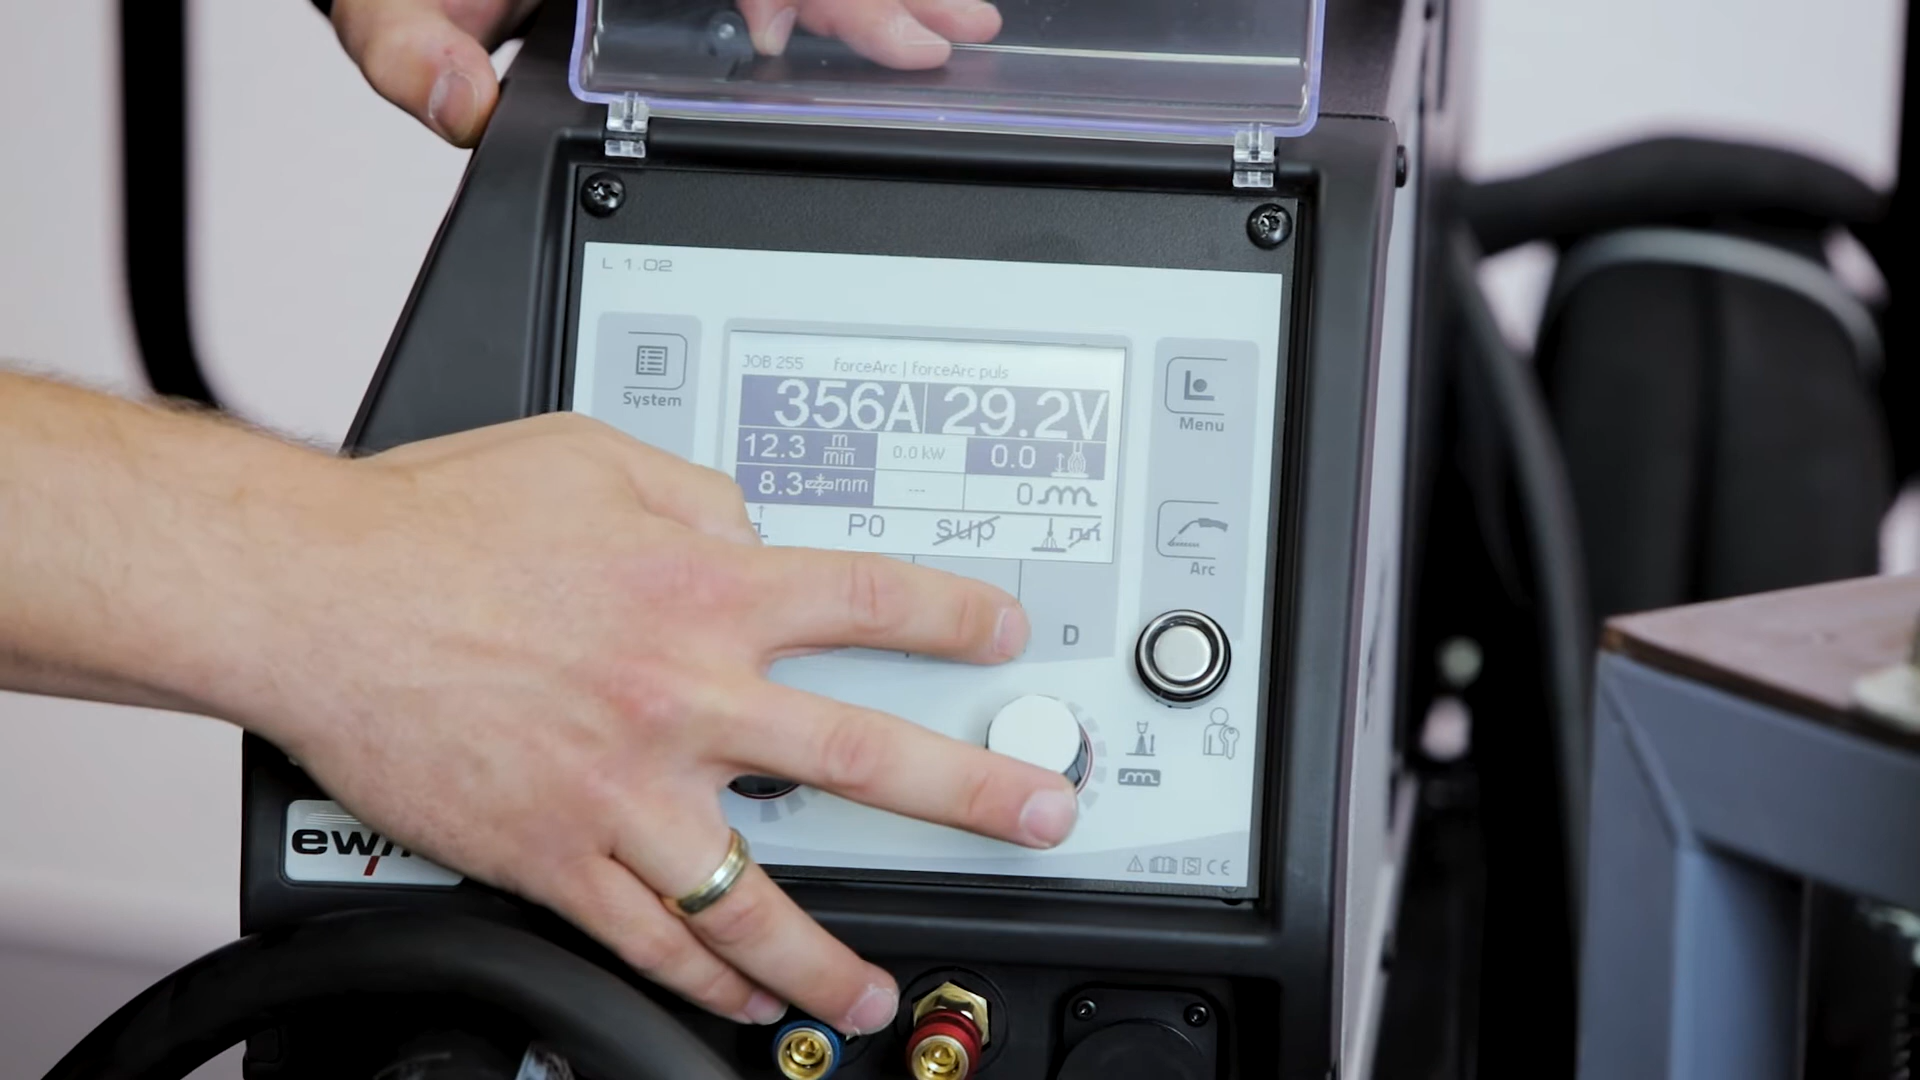 L 1.02
System
JOB 255 forceArc | forceArc puls
356A 29.2V
12.3 m/min 0.0 kW 0.0
8.3 mm --- 0
P0 sup
Menu
Arc
D
CE